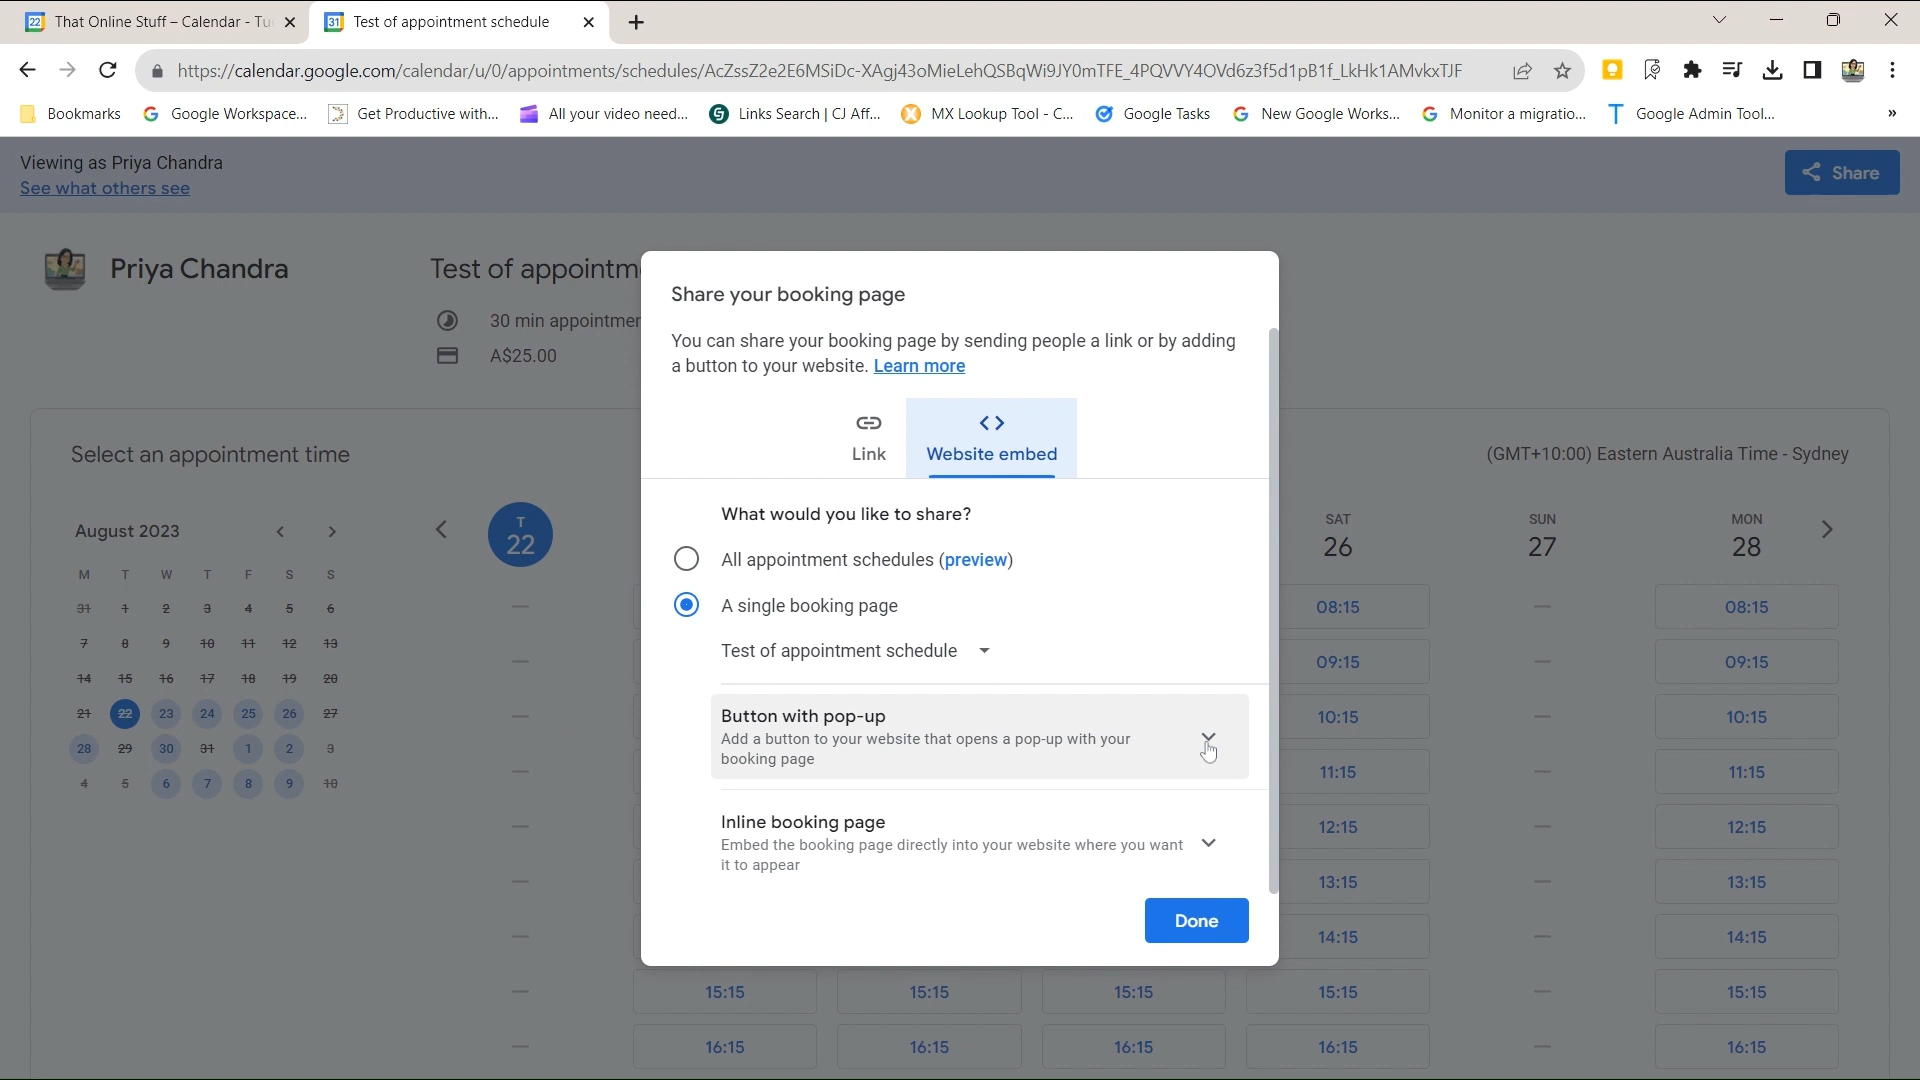 That Online Stuff – Calendar - Tu
Test of appointment schedule
https://calendar.google.com/calendar/u/0/appointments/schedules/AcZssZ2e2E6MSiDc-XAgj43oMieLehQSBqWi9JY0mTFE_4PQVVY4OVd6z3f5d1pB1f_LkHk1AMvkxTJF
Bookmarks
Google Workspace...
Get Productive with...
All your video need...
Links Search | CJ Aff...
MX Lookup Tool - C...
Google Tasks
New Google Works...
Monitor a migratio...
Google Admin Tool...
»
Viewing as Priya Chandra
See what others see
Share
Priya Chandra
Test of appointm
30 min appointmen
A$25.00
Share your booking page
You can share your booking page by sending people a link or by adding
a button to your website. Learn more
Link
Website embed
What would you like to share?
All appointment schedules (preview)
A single booking page
Test of appointment schedule
Button with pop-up
Add a button to your website that opens a pop-up with your
booking page
Inline booking page
Embed the booking page directly into your website where you want
it to appear
Done
Select an appointment time
(GMT+10:00) Eastern Australia Time - Sydney
August 2023
M T W T F S S
31 1 2 3 4 5 6
7 8 9 10 11 12 13
14 15 16 17 18 19 20
21 22 23 24 25 26 27
28 29 30 31 1 2 3
4 5 6 7 8 9 10
T SAT SUN MON
22 26 27 28
— 08:15 — 08:15
— 09:15 — 09:15
— 10:15 — 10:15
— 11:15 — 11:15
— 12:15 — 12:15
— 13:15 — 13:15
— 14:15 — 14:15
— 15:15 15:15 15:15 15:15 — 15:15
— 16:15 16:15 16:15 16:15 — 16:15